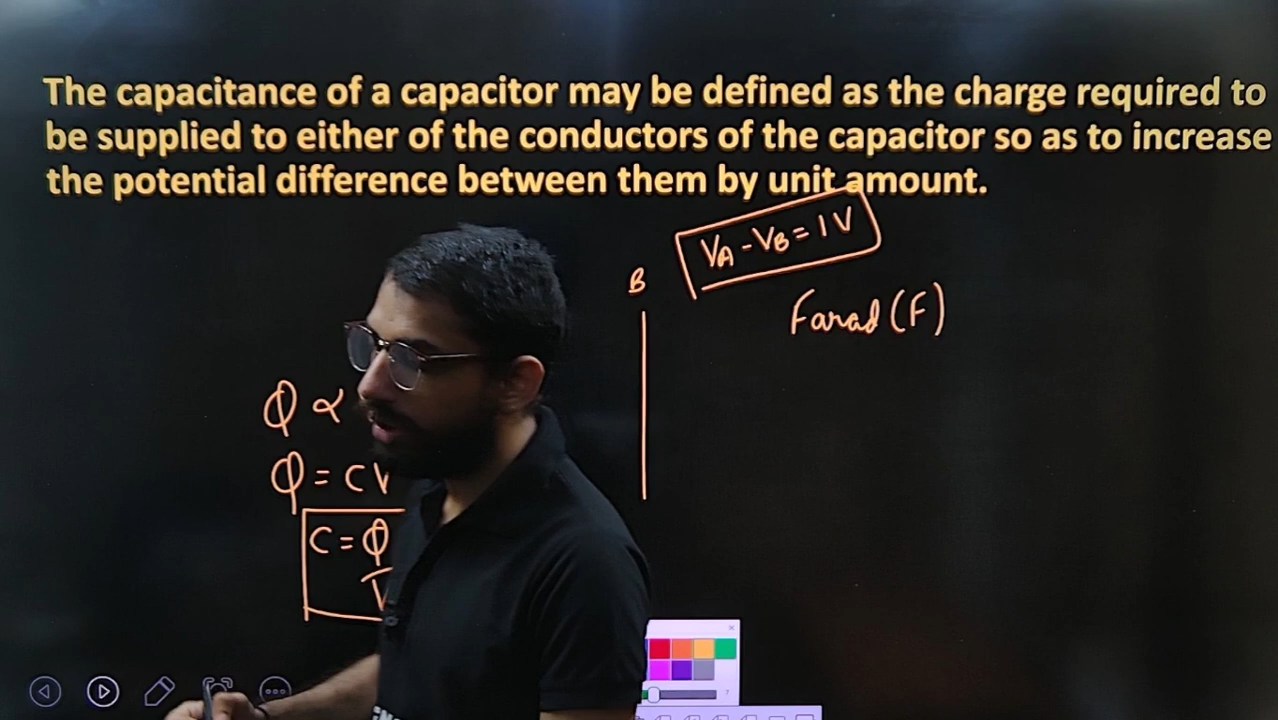 The capacitance of a capacitor may be defined as the charge required to
be supplied to either of the conductors of the capacitor so as to increase
the potential difference between them by unit amount.
VA - VB = 1V
B
Farad (F)
Q ∝
Q = CV
C = Q
V
7